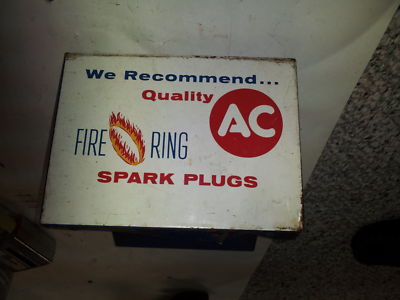 We Recommend...
Quality AC
FIRE RING
SPARK PLUGS